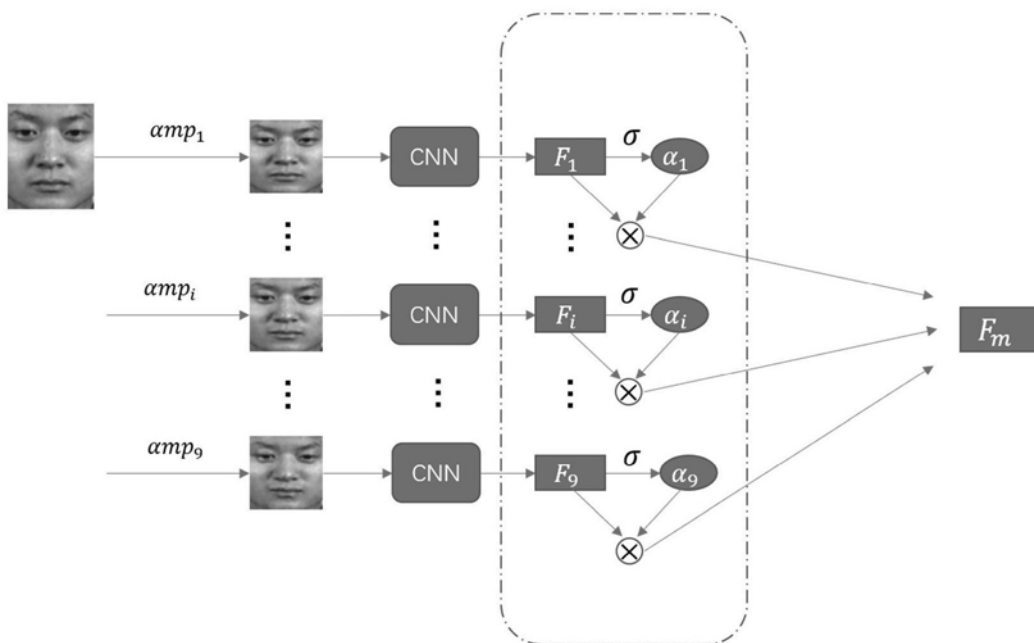 αmp₁ CNN F₁ σ α₁
⊗
αmpᵢ CNN Fᵢ σ αᵢ
Fₘ
⊗
αmp₉ CNN F₉ σ α₉
⊗